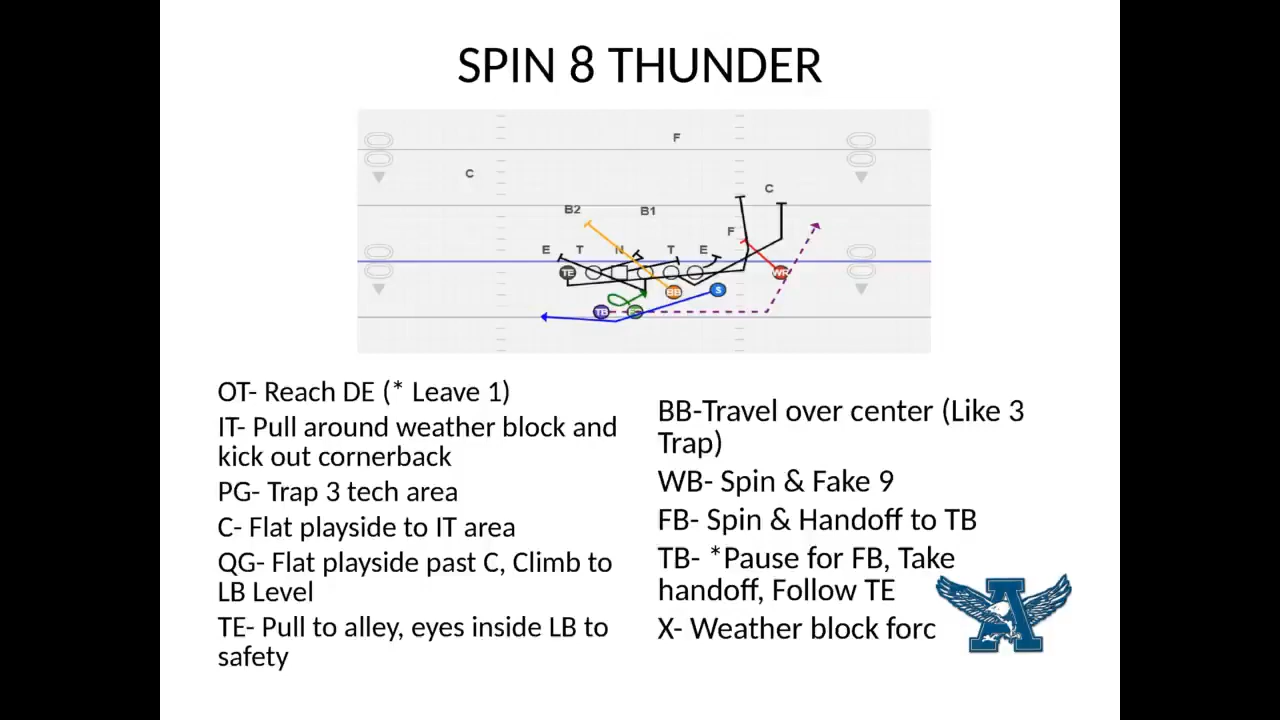 SPIN 8 THUNDER
F
C
C
B2
B1
F
E
T
N
T
E
TE
WR
BB
S
TB
OT- Reach DE (* Leave 1)
IT- Pull around weather block and
kick out cornerback
PG- Trap 3 tech area
C- Flat playside to IT area
QG- Flat playside past C, Climb to
LB Level
TE- Pull to alley, eyes inside LB to
safety
BB-Travel over center (Like 3
Trap)
WB- Spin & Fake 9
FB- Spin & Handoff to TB
TB- *Pause for FB, Take
handoff, Follow TE
X- Weather block forc
A